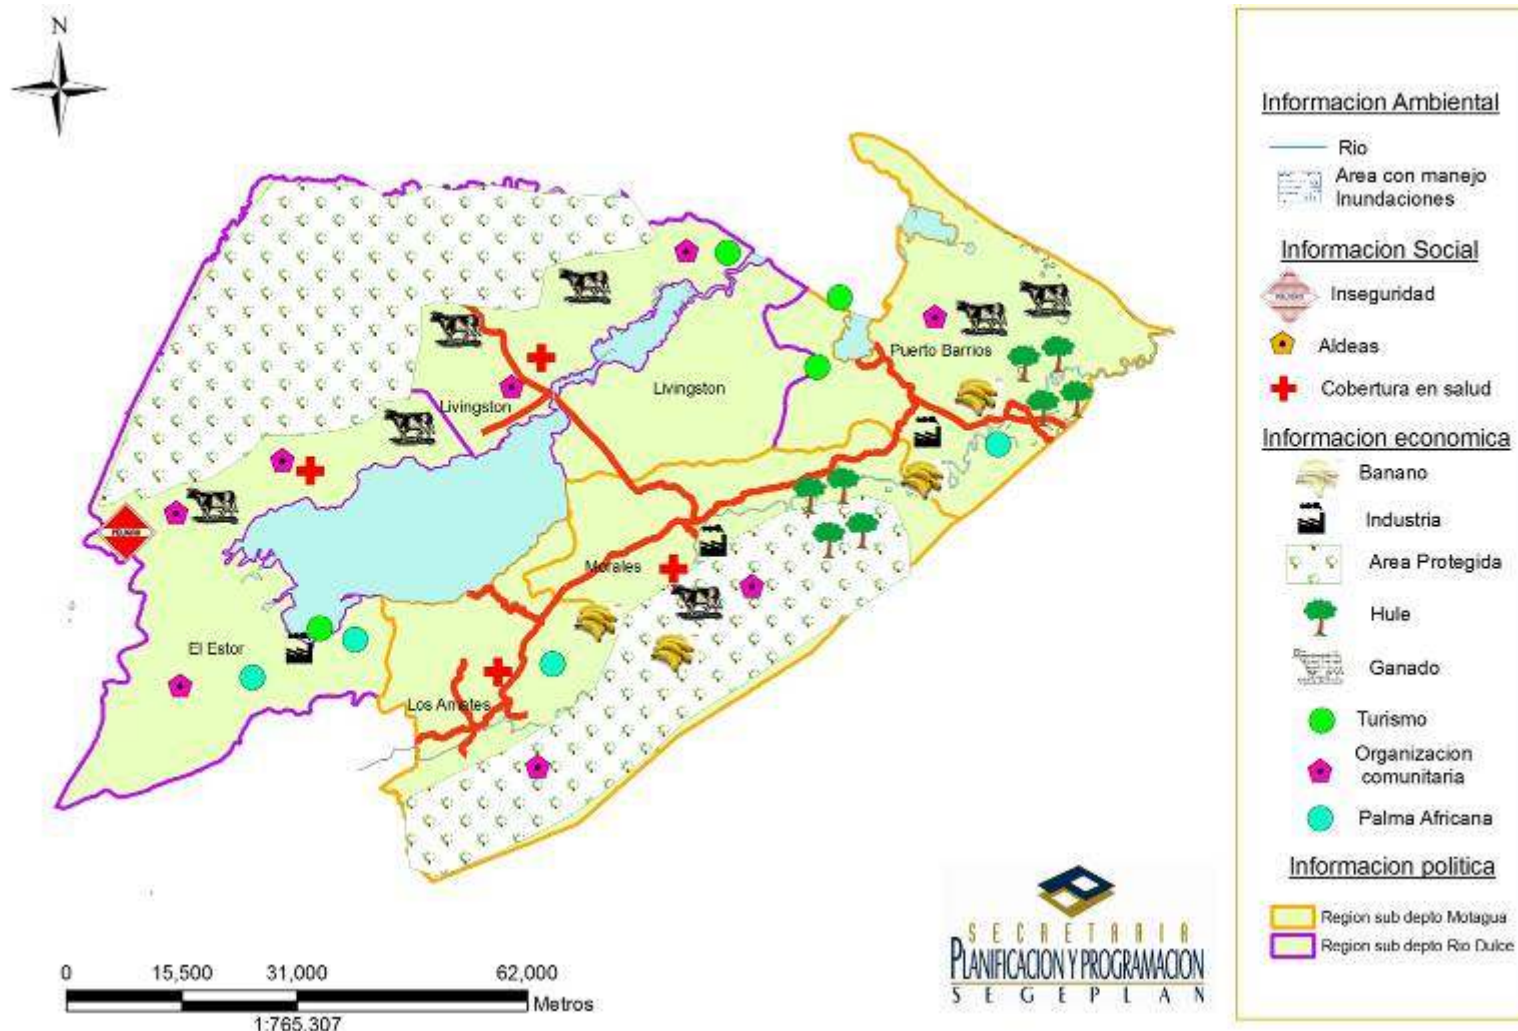 N
Livingston
Livingston
Puerto Barrios
Morales
El Estor
Los Amates
PELIGRO
0 15,500 31,000 62,000
Metros
1:765,307
SECRETARIA
PLANIFICACION Y PROGRAMACION
SEGEPLAN
Informacion Ambiental
Rio
Area con manejo
Inundaciones
Informacion Social
Inseguridad
Aldeas
Cobertura en salud
Informacion economica
Banano
Industria
Area Protegida
Hule
Ganado
Turismo
Organizacion
comunitaria
Palma Africana
Informacion politica
Region sub depto Motagua
Region sub depto Rio Dulce